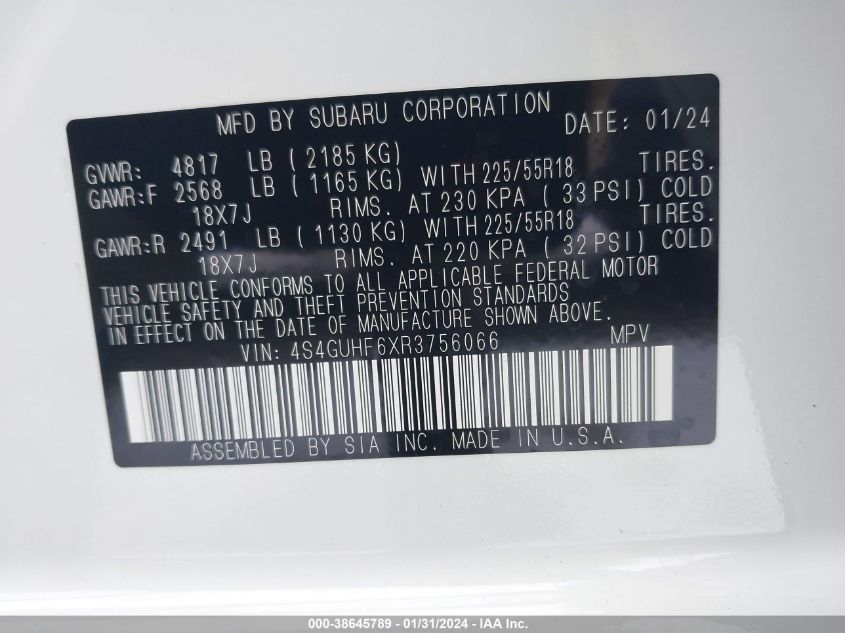 MFD BY SUBARU CORPORATION DATE: 01/24
GVWR: 4817 LB ( 2185 KG)
GAWR:F 2568 LB ( 1165 KG) WITH 225/55R18 TIRES.
18X7J RIMS. AT 230 KPA ( 33 PSI) COLD
GAWR:R 2491 LB ( 1130 KG) WITH 225/55R18 TIRES.
18X7J RIMS. AT 220 KPA ( 32 PSI) COLD
THIS VEHICLE CONFORMS TO ALL APPLICABLE FEDERAL MOTOR
VEHICLE SAFETY AND THEFT PREVENTION STANDARDS
IN EFFECT ON THE DATE OF MANUFACTURE SHOWN ABOVE.
VIN: 4S4GUHF6XR3756066 MPV
ASSEMBLED BY SIA INC. MADE IN U.S.A.
000-38645789 - 01/31/2024 - IAA Inc.